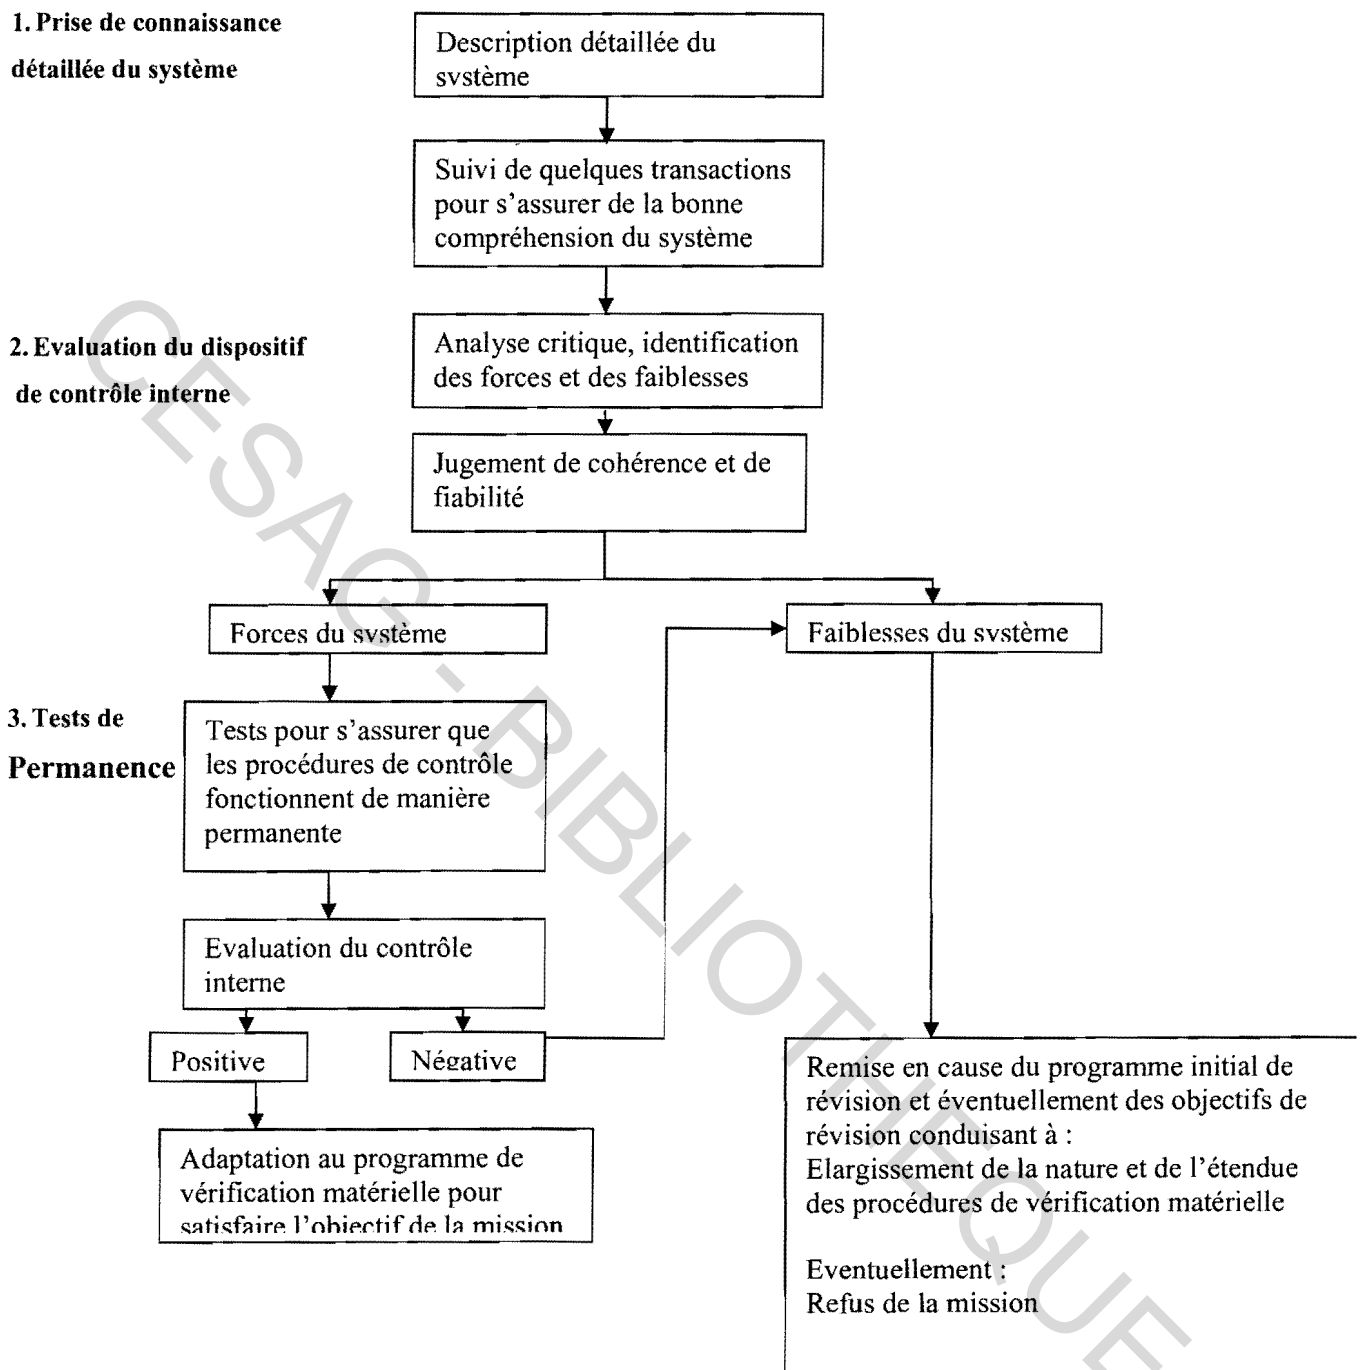 1. Prise de connaissance
détaillée du système
Description détaillée du
système
Suivi de quelques transactions
pour s'assurer de la bonne
compréhension du système
2. Evaluation du dispositif
de contrôle interne
Analyse critique, identification
des forces et des faiblesses
Jugement de cohérence et de
fiabilité
Forces du système
Faiblesses du système
3. Tests de
Permanence
Tests pour s'assurer que
les procédures de contrôle
fonctionnent de manière
permanente
Evaluation du contrôle
interne
Positive
Négative
Adaptation au programme de
vérification matérielle pour
satisfaire l'objectif de la mission
Remise en cause du programme initial de
révision et éventuellement des objectifs de
révision conduisant à :
Elargissement de la nature et de l'étendue
des procédures de vérification matérielle
Eventuellement :
Refus de la mission
CESAG - BIBLIOTHEQUE